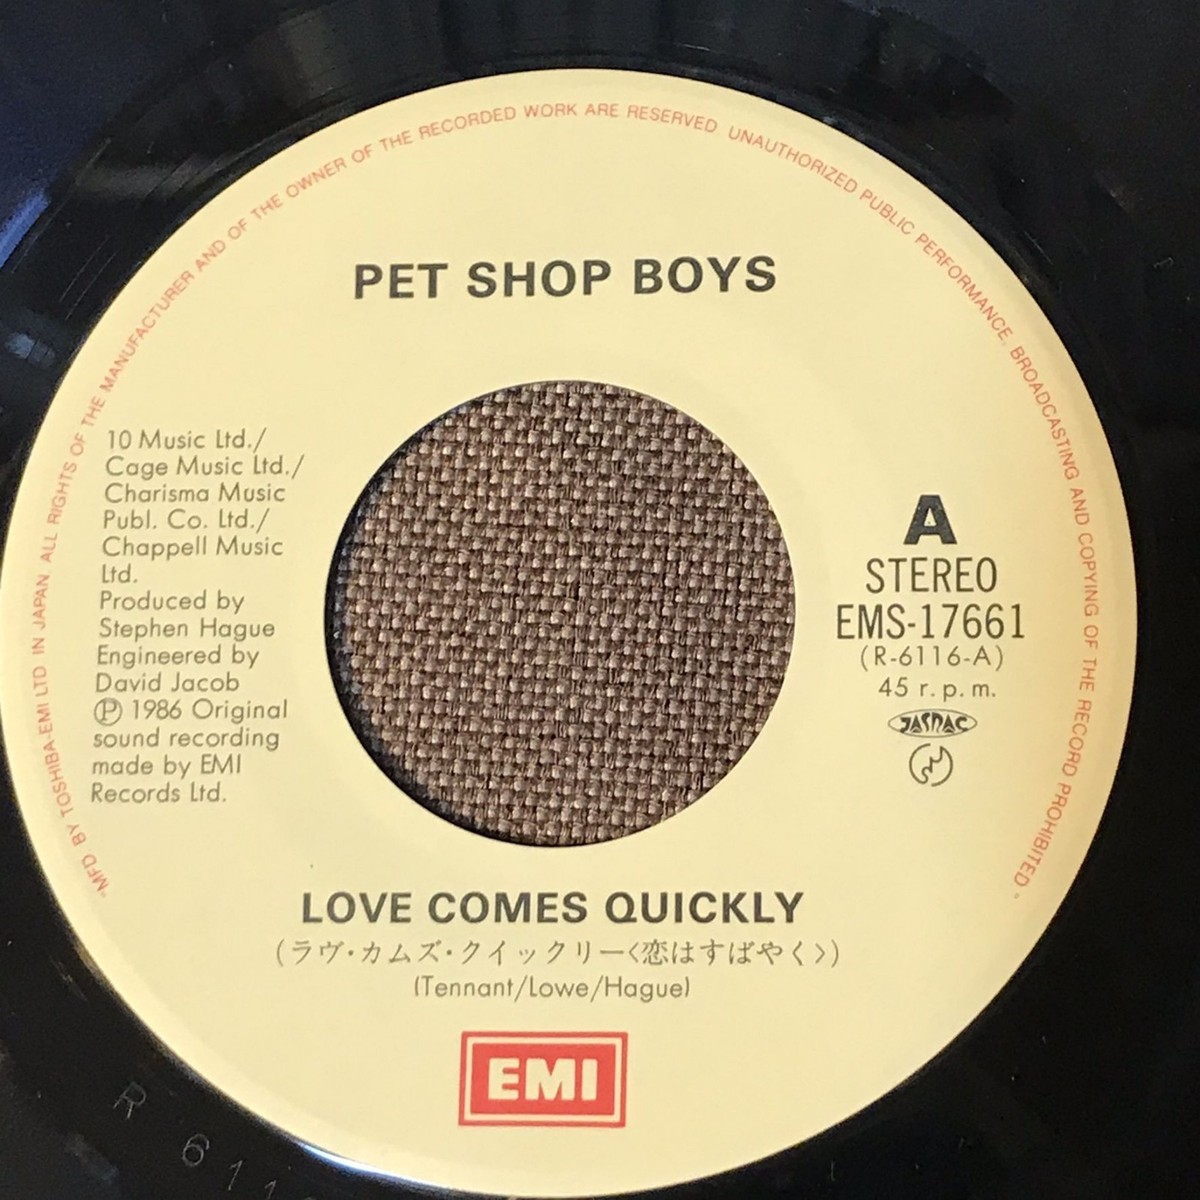 "MFD BY TOSHIBA-EMI LTD IN JAPAN. ALL RIGHTS OF THE MANUFACTURER AND OF THE OWNER OF THE RECORDED WORK ARE RESERVED UNAUTHORIZED PUBLIC PERFORMANCE. BROADCASTING AND COPYING OF THE RECORD PROHIBITED"
PET SHOP BOYS
10 Music Ltd./
Cage Music Ltd./
Charisma Music
Publ. Co. Ltd./
Chappell Music
Ltd.
Produced by
Stephen Hague
Engineered by
David Jacob
Ⓟ 1986 Original
sound recording
made by EMI
Records Ltd.
A
STEREO
EMS-17661
(R-6116-A)
45 r.p.m.
JASRAC
LOVE COMES QUICKLY
(ラヴ・カムズ・クイックリー<恋はすばやく>)
(Tennant/Lowe/Hague)
EMI
R 611